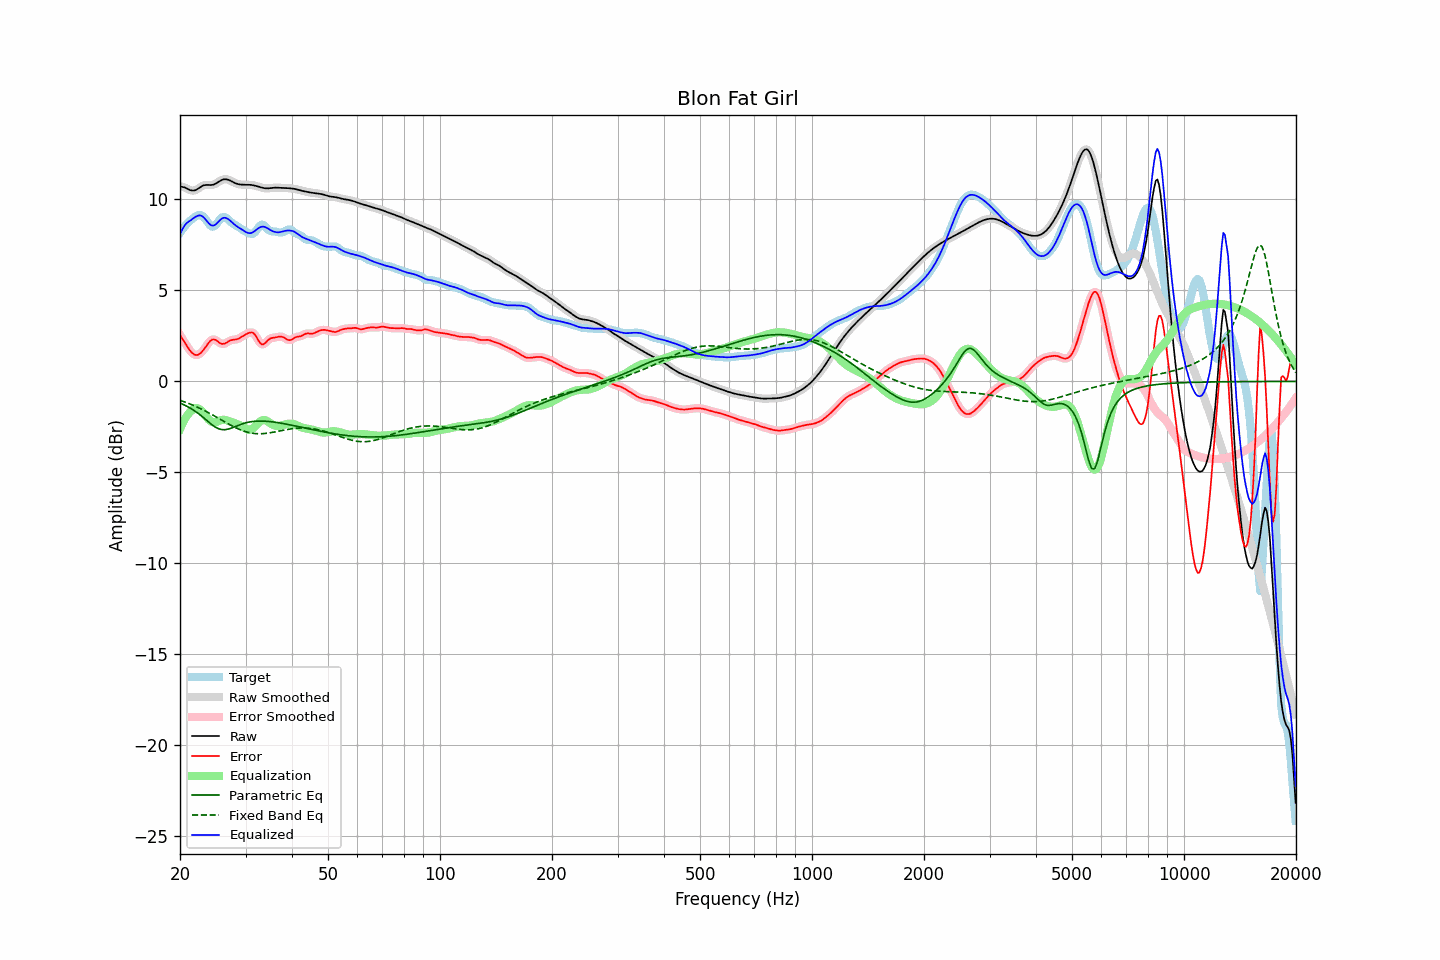 Blon Fat Girl
Amplitude (dBr)
10
5
0
−5
−10
−15
−20
−25
Target
Raw Smoothed
Error Smoothed
Raw
Error
Equalization
Parametric Eq
Fixed Band Eq
Equalized
20 50 100 200 500 1000 2000 5000 10000 20000
Frequency (Hz)